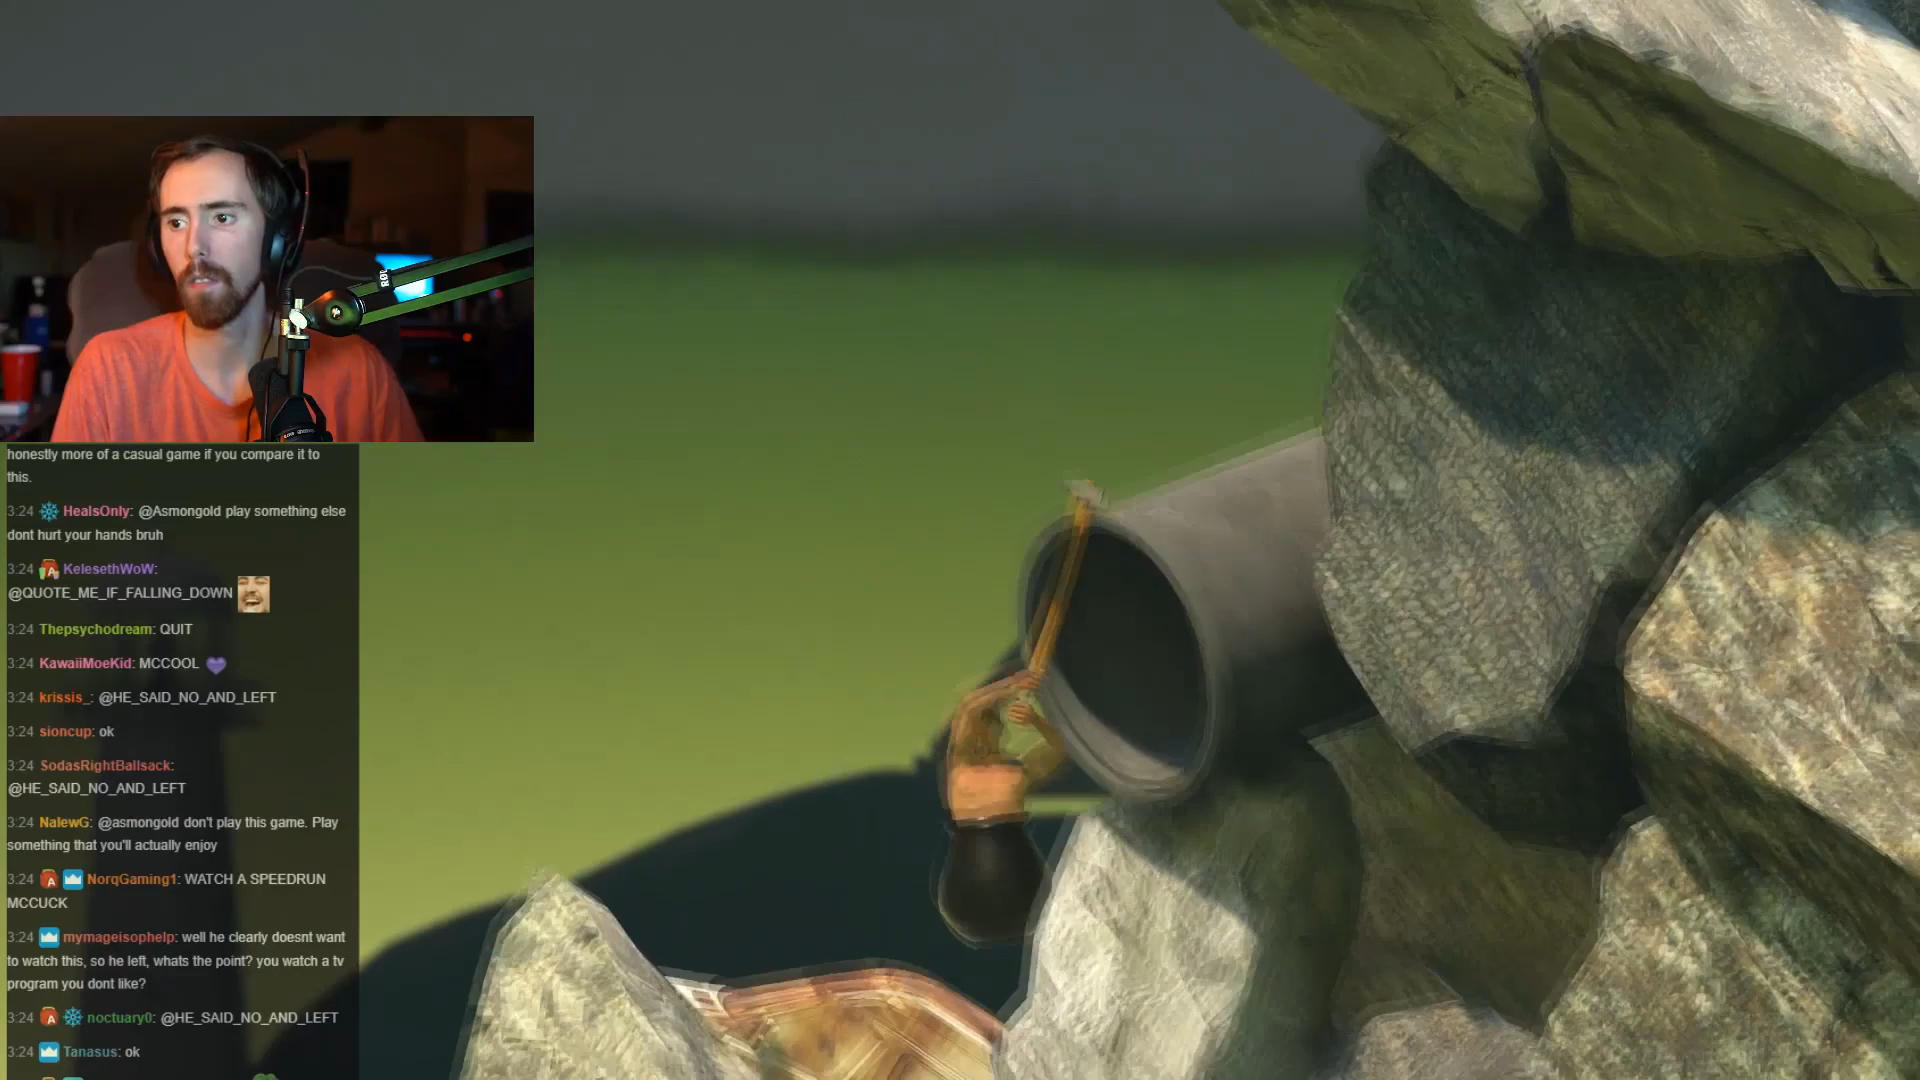 RØD
honestly more of a casual game if you compare it to
this.
3:24 HealsOnly: @Asmongold play something else
dont hurt your hands bruh
3:24 KelesethWoW:
@QUOTE_ME_IF_FALLING_DOWN
3:24 Thepsychodream: QUIT
3:24 KawaiiMoeKid: MCCOOL
3:24 krissis_: @HE_SAID_NO_AND_LEFT
3:24 sioncup: ok
3:24 SodasRightBallsack:
@HE_SAID_NO_AND_LEFT
3:24 NalewG: @asmongold don't play this game. Play
something that you'll actually enjoy
3:24 NorqGaming1: WATCH A SPEEDRUN
MCCUCK
3:24 mymageisophelp: well he clearly doesnt want
to watch this, so he left, whats the point? you watch a tv
program you dont like?
3:24 noctuary0: @HE_SAID_NO_AND_LEFT
3:24 Tanasus: ok